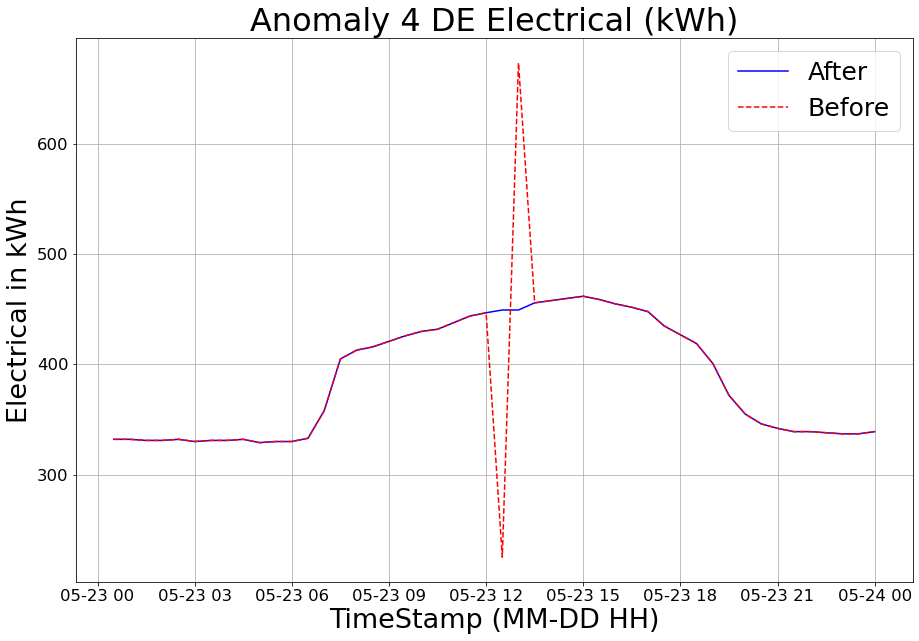 Anomaly 4 DE Electrical (kWh)
After
Before
Electrical in kWh
600
500
400
300
05-23 00 05-23 03 05-23 06 05-23 09 05-23 12 05-23 15 05-23 18 05-23 21 05-24 00
TimeStamp (MM-DD HH)